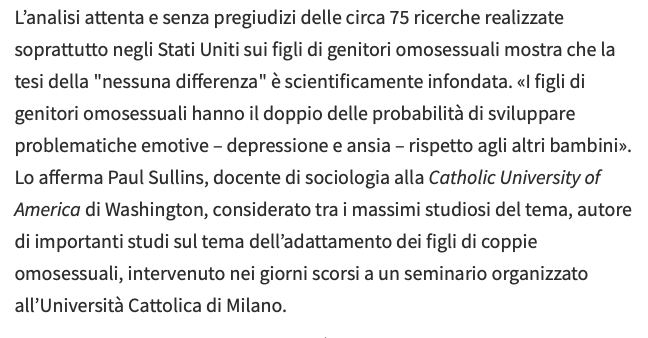 L’analisi attenta e senza pregiudizi delle circa 75 ricerche realizzate
soprattutto negli Stati Uniti sui figli di genitori omosessuali mostra che la
tesi della "nessuna differenza" è scientificamente infondata. «I figli di
genitori omosessuali hanno il doppio delle probabilità di sviluppare
problematiche emotive – depressione e ansia – rispetto agli altri bambini».
Lo afferma Paul Sullins, docente di sociologia alla Catholic University of
America di Washington, considerato tra i massimi studiosi del tema, autore
di importanti studi sul tema dell’adattamento dei figli di coppie
omosessuali, intervenuto nei giorni scorsi a un seminario organizzato
all’Università Cattolica di Milano.